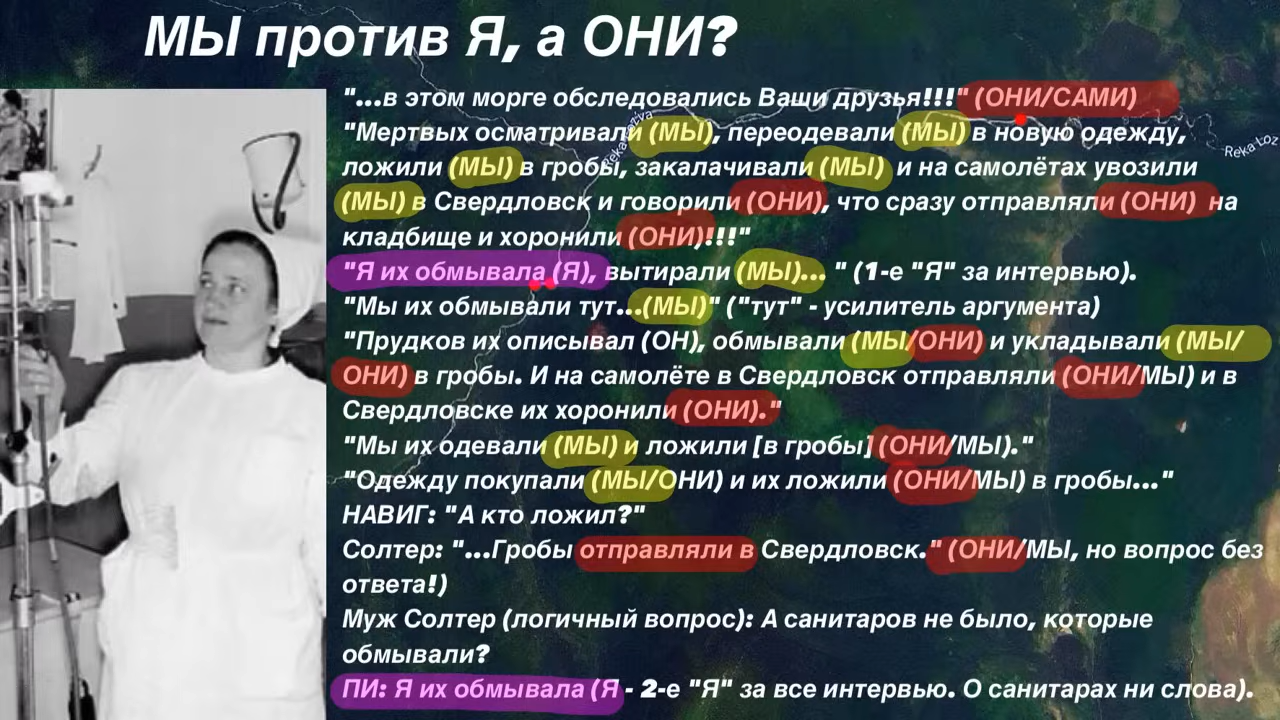 МЫ против Я, а ОНИ?
"...в этом морге обследовались Ваши друзья!!!" (ОНИ/САМИ)
"Мертвых осматривали (МЫ), переодевали (МЫ) в новую одежду,
ложили (МЫ) в гробы, закалачивали (МЫ) и на самолётах увозили
(МЫ) в Свердловск и говорили (ОНИ), что сразу отправляли (ОНИ) на
кладбище и хоронили (ОНИ)!!!"
"Я их обмывала (Я), вытирали (МЫ)... " (1-е "Я" за интервью).
"Мы их обмывали тут...(МЫ)" ("тут" - усилитель аргумента)
"Прудков их описывал (ОН), обмывали (МЫ/ОНИ) и укладывали (МЫ/
ОНИ) в гробы. И на самолёте в Свердловск отправляли (ОНИ/МЫ) и в
Свердловске их хоронили (ОНИ)."
"Мы их одевали (МЫ) и ложили [в гробы] (ОНИ/МЫ)."
"Одежду покупали (МЫ/ОНИ) и их ложили (ОНИ/МЫ) в гробы..."
НАВИГ: "А кто ложил?"
Солтер: "...Гробы отправляли в Свердловск." (ОНИ/МЫ, но вопрос без
ответа!)
Муж Солтер (логичный вопрос): А санитаров не было, которые
обмывали?
ПИ: Я их обмывала (Я - 2-е "Я" за все интервью. О санитарах ни слова).
Reka Loz